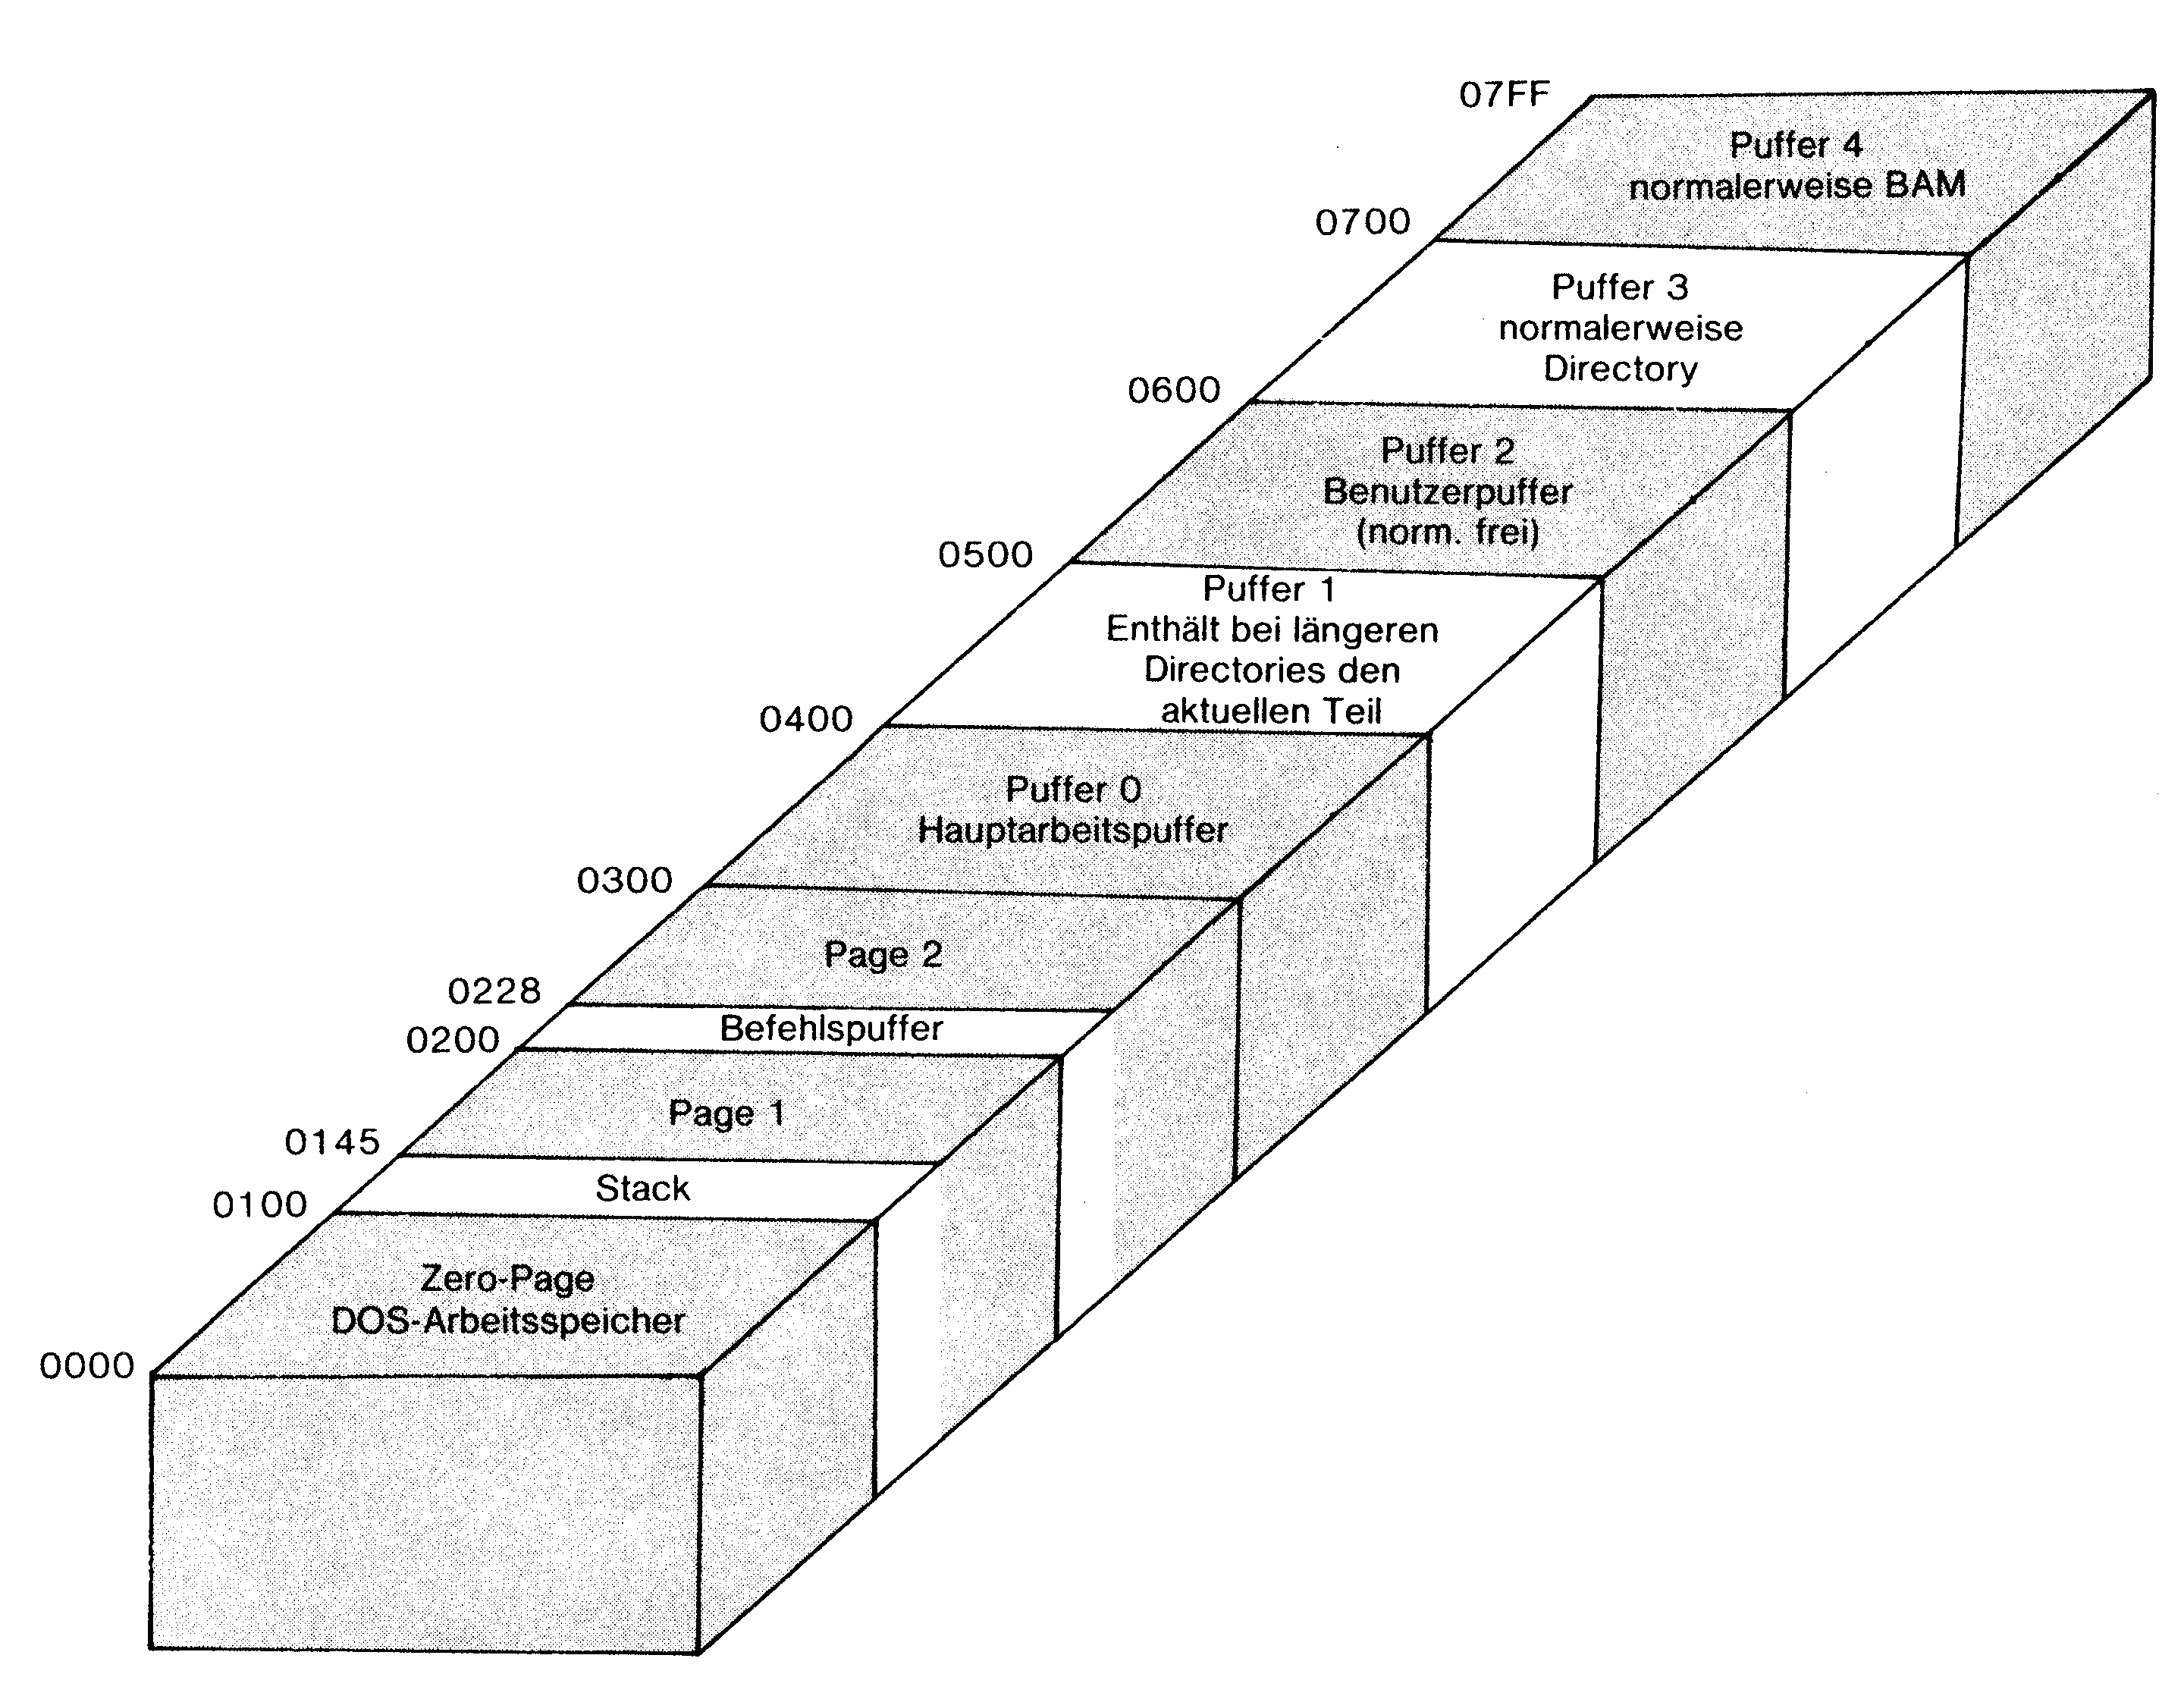 07FF
Puffer 4
normalerweise BAM
0700
Puffer 3
normalerweise
Directory
0600
Puffer 2
Benutzerpuffer
(norm. frei)
0500
Puffer 1
Enthält bei längeren
Directories den
aktuellen Teil
0400
Puffer 0
Hauptarbeitspuffer
0300
Page 2
0228
Befehlspuffer
0200
Page 1
0145
Stack
0100
Zero-Page
DOS-Arbeitsspeicher
0000